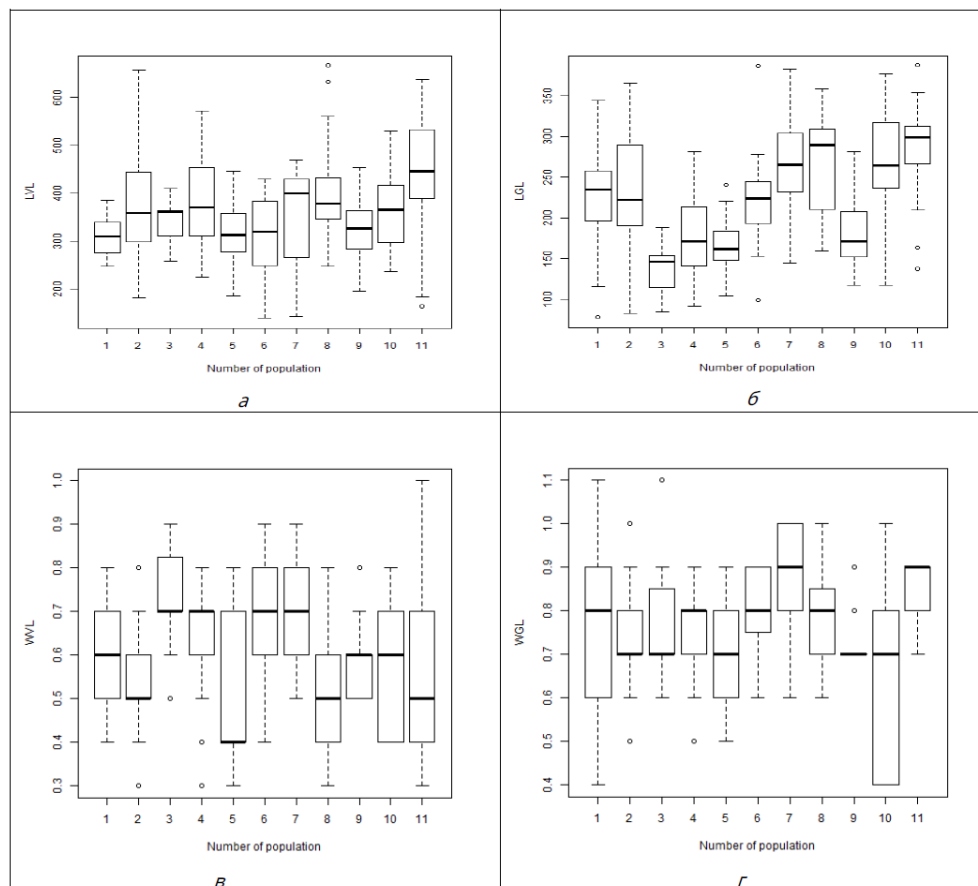 LVL
600
500
400
300
200
1 2 3 4 5 6 7 8 9 10 11
Number of population
а
LGL
350
300
250
200
150
100
1 2 3 4 5 6 7 8 9 10 11
Number of population
б
WVL
1.0
0.9
0.8
0.7
0.6
0.5
0.4
0.3
1 2 3 4 5 6 7 8 9 10 11
Number of population
в
WGL
1.1
1.0
0.9
0.8
0.7
0.6
0.5
0.4
1 2 3 4 5 6 7 8 9 10 11
Number of population
г